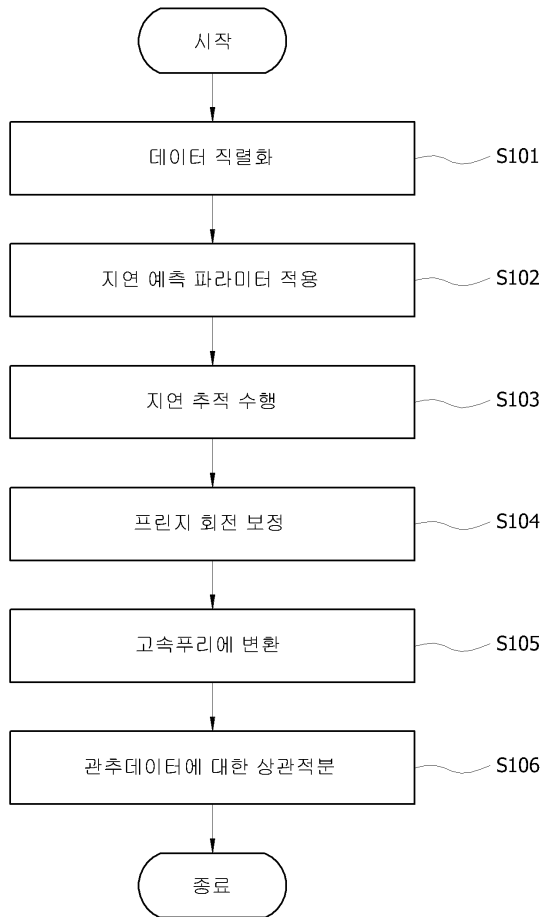 시작
데이터 직렬화
S101
지연 예측 파라미터 적용
S102
지연 추적 수행
S103
프린지 회전 보정
S104
고속푸리에 변환
S105
관추데이터에 대한 상관적분
S106
종료